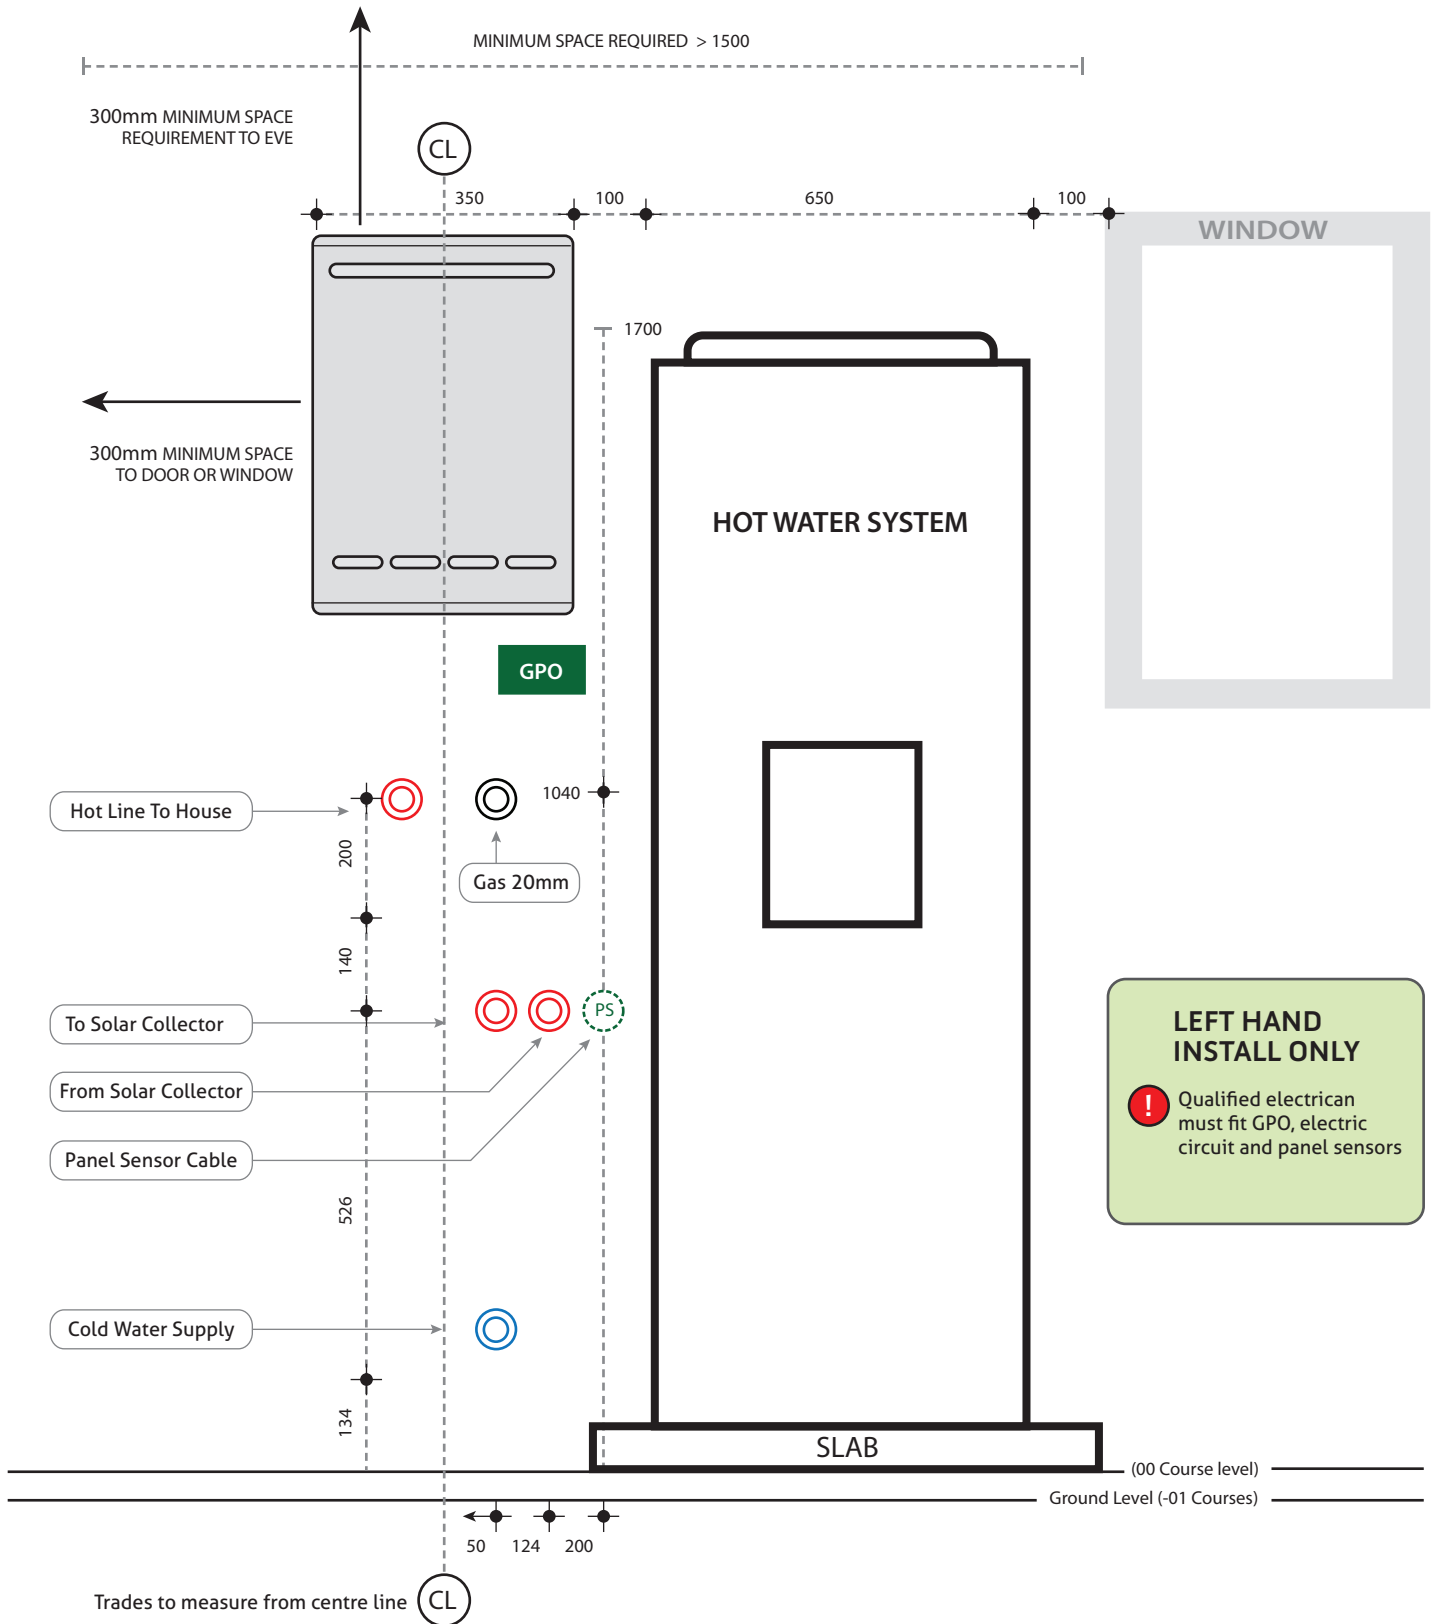 MINIMUM SPACE REQUIRED > 1500
300mm MINIMUM SPACE
REQUIREMENT TO EVE
CL
350
100
650
100
WINDOW
1700
300mm MINIMUM SPACE
TO DOOR OR WINDOW
HOT WATER SYSTEM
GPO
Hot Line To House
1040
200
Gas 20mm
140
To Solar Collector
PS
From Solar Collector
Panel Sensor Cable
LEFT HAND
INSTALL ONLY
!
Qualified electrican
must fit GPO, electric
circuit and panel sensors
526
Cold Water Supply
134
SLAB
(00 Course level)
Ground Level (-01 Courses)
50
124
200
Trades to measure from centre line
CL